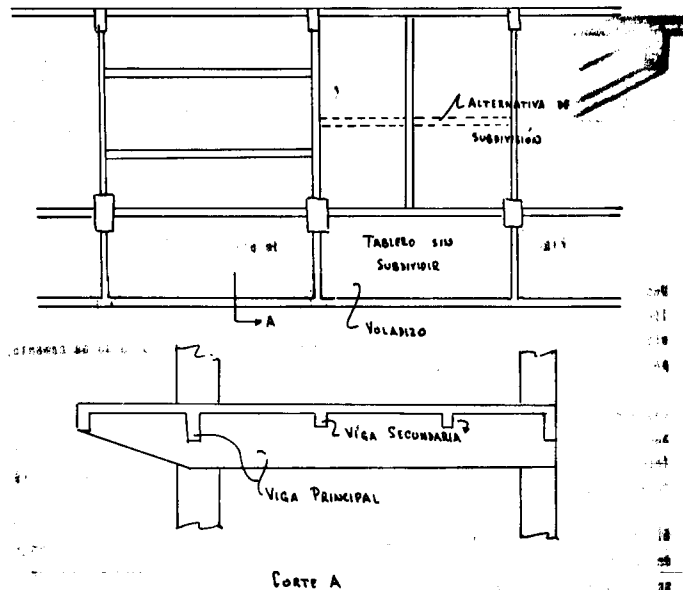 ALTERNATIVA DE
SUBDIVISIÓN
TABLERO SIN
SUBDIVIDIR
A
VOLADIZO
VIGA SECUNDARIA
VIGA PRINCIPAL
CORTE A